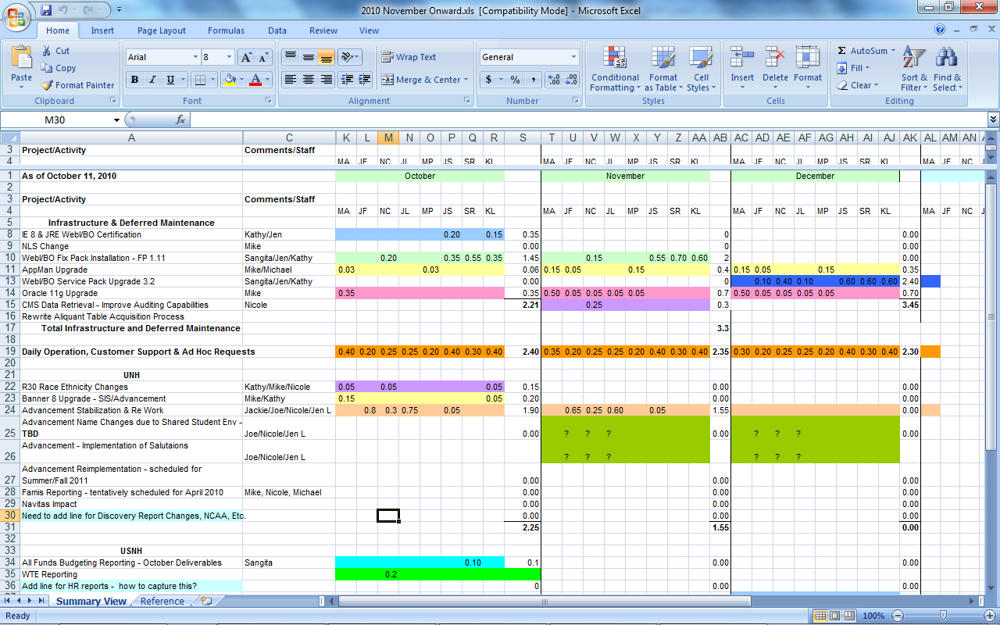 2010 November Onward.xls [Compatibility Mode] - Microsoft Excel
Home Insert Page Layout Formulas Data Review View
Paste
Cut
Copy
Format Painter
Clipboard
Arial 8
B I U
Font
Wrap Text
Merge & Center
Alignment
General
$ % ,
Number
Conditional Formatting
Format as Table
Cell Styles
Styles
Insert Delete Format
Cells
AutoSum
Fill
Clear
Sort & Filter
Find & Select
Editing
M30 fx
A C K L M N O P Q R S T U V W X Y Z AA AB AC AD AE AF AG AH AI AJ AK AL AM AN
3 Project/Activity Comments/Staff
4 MA JF NC JL MP JS SR KL MA JF NC JL MP JS SR KL MA JF NC JL MP JS SR KL MA JF NC
1 As of October 11, 2010 October November December
2
3 Project/Activity Comments/Staff
4 MA JF NC JL MP JS SR KL MA JF NC JL MP JS SR KL MA JF NC JL MP JS SR KL MA JF NC
5 Infrastructure & Deferred Maintenance
8 IE 8 & JRE WebI/BO Certification Kathy/Jen 0.20 0.15 0.35 0 0.00
9 NLS Change Mike 0.00 0 0.00
10 WebI/BO Fix Pack Installation - FP 1.11 Sangita/Jen/Kathy 0.20 0.35 0.55 0.35 1.45 0.15 0.55 0.70 0.60 2 0.00
11 AppMan Upgrade Mike/Michael 0.03 0.03 0.06 0.15 0.05 0.15 0.4 0.15 0.05 0.15 0.35
13 WebI/BO Service Pack Upgrade 3.2 Sangita/Jen/Kathy 0.00 0 0.10 0.40 0.10 0.60 0.60 0.60 2.40
14 Oracle 11g Upgrade Mike 0.35 0.35 0.50 0.05 0.05 0.05 0.05 0.7 0.50 0.05 0.05 0.05 0.05 0.70
15 CMS Data Retrieval - Improve Auditing Capabilities Nicole 2.21 0.25 0.3 3.45
16 Rewrite Aliquant Table Acquisition Process
17 Total Infrastructure and Deferred Maintenance 3.3
18
19 Daily Operation, Customer Support & Ad Hoc Requests 0.40 0.20 0.25 0.25 0.20 0.40 0.30 0.40 2.40 0.35 0.20 0.25 0.25 0.20 0.40 0.30 0.40 2.35 0.30 0.20 0.25 0.25 0.20 0.40 0.30 0.40 2.30
20
21 UNH
22 R30 Race Ethnicity Changes Kathy/Mike/Nicole 0.05 0.05 0.05 0.15 0.00 0.00
23 Banner 8 Upgrade - SIS/Advancement Mike/Kathy 0.15 0.05 0.20 0.00 0.00
24 Advancement Stabilization & Re Work Jackie/Joe/Nicole/Jen L 0.8 0.3 0.75 0.05 1.90 0.65 0.25 0.60 0.05 1.55 0.00
Advancement Name Changes due to Shared Student Env -
25 TBD Joe/Nicole/Jen L 0.00 ? ? ? 0.00 ? ? ? 0.00
Advancement - Implementation of Salutaions
26 Joe/Nicole/Jen L ? ? ? 0.00 ? ? ? 0.00
Advancement Reimplementation - scheduled for
27 Summer/Fall 2011 0.00 0.00 0.00
28 Famis Reporting - tentatively scheduled for April 2010 Mike, Nicole, Michael 0.00 0.00 0.00
29 Navitas Impact 0.00 0.00 0.00
30 Need to add line for Discovery Report Changes, NCAA, Etc. 0.00 0.00 0.00
31 2.25 1.55 0.00
32
33 USNH
34 All Funds Budgeting Reporting - October Deliverables Sangita 0.10 0.1 0.00 0.00
35 WTE Reporting 0.2
36 Add line for HR reports - how to capture this? 0 0.00 0.00
Summary View Reference
Ready 100%